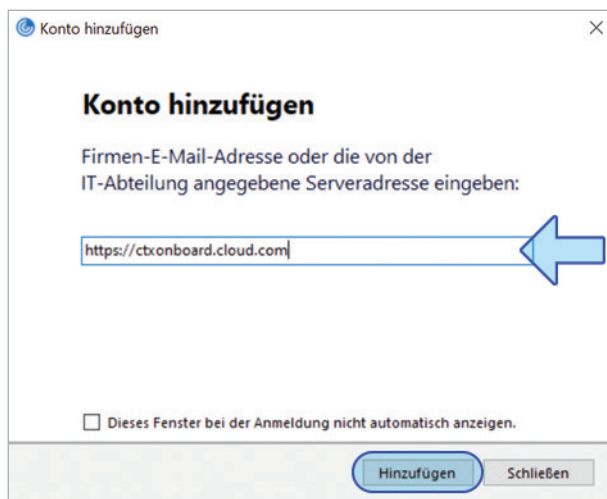 Konto hinzufügen
Konto hinzufügen
Firmen-E-Mail-Adresse oder die von der
IT-Abteilung angegebene Serveradresse eingeben:
https://ctxonboard.cloud.com
Dieses Fenster bei der Anmeldung nicht automatisch anzeigen.
Hinzufügen Schließen